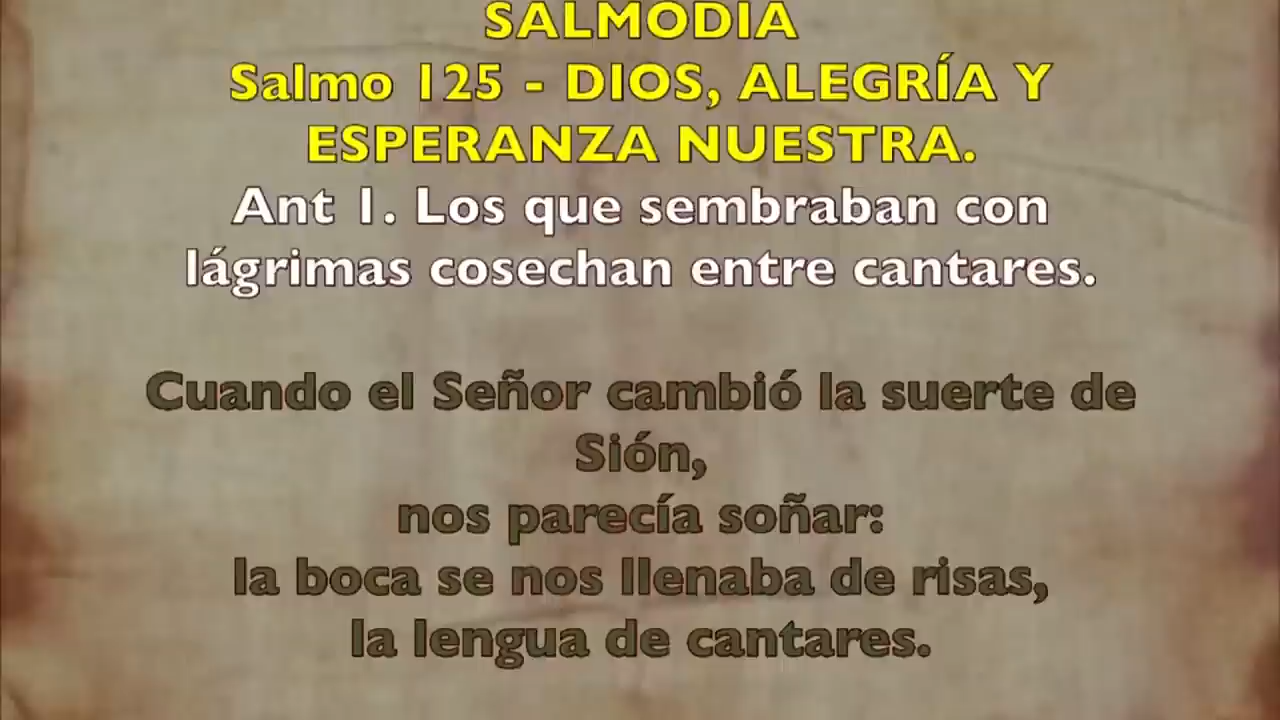 SALMODIA
Salmo 125 - DIOS, ALEGRÍA Y
ESPERANZA NUESTRA.
Ant 1. Los que sembraban con
lágrimas cosechan entre cantares.
Cuando el Señor cambió la suerte de
Sión,
nos parecía soñar:
la boca se nos llenaba de risas,
la lengua de cantares.